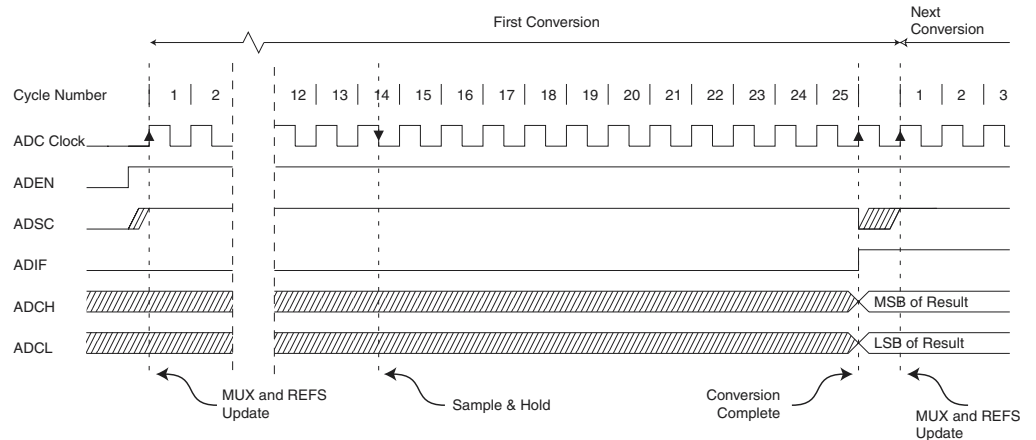 First Conversion
Next
Conversion
Cycle Number 1 2 12 13 14 15 16 17 18 19 20 21 22 23 24 25 1 2 3
ADC Clock
ADEN
ADSC
ADIF
ADCH MSB of Result
ADCL LSB of Result
MUX and REFS
Update
Sample & Hold
Conversion
Complete
MUX and REFS
Update